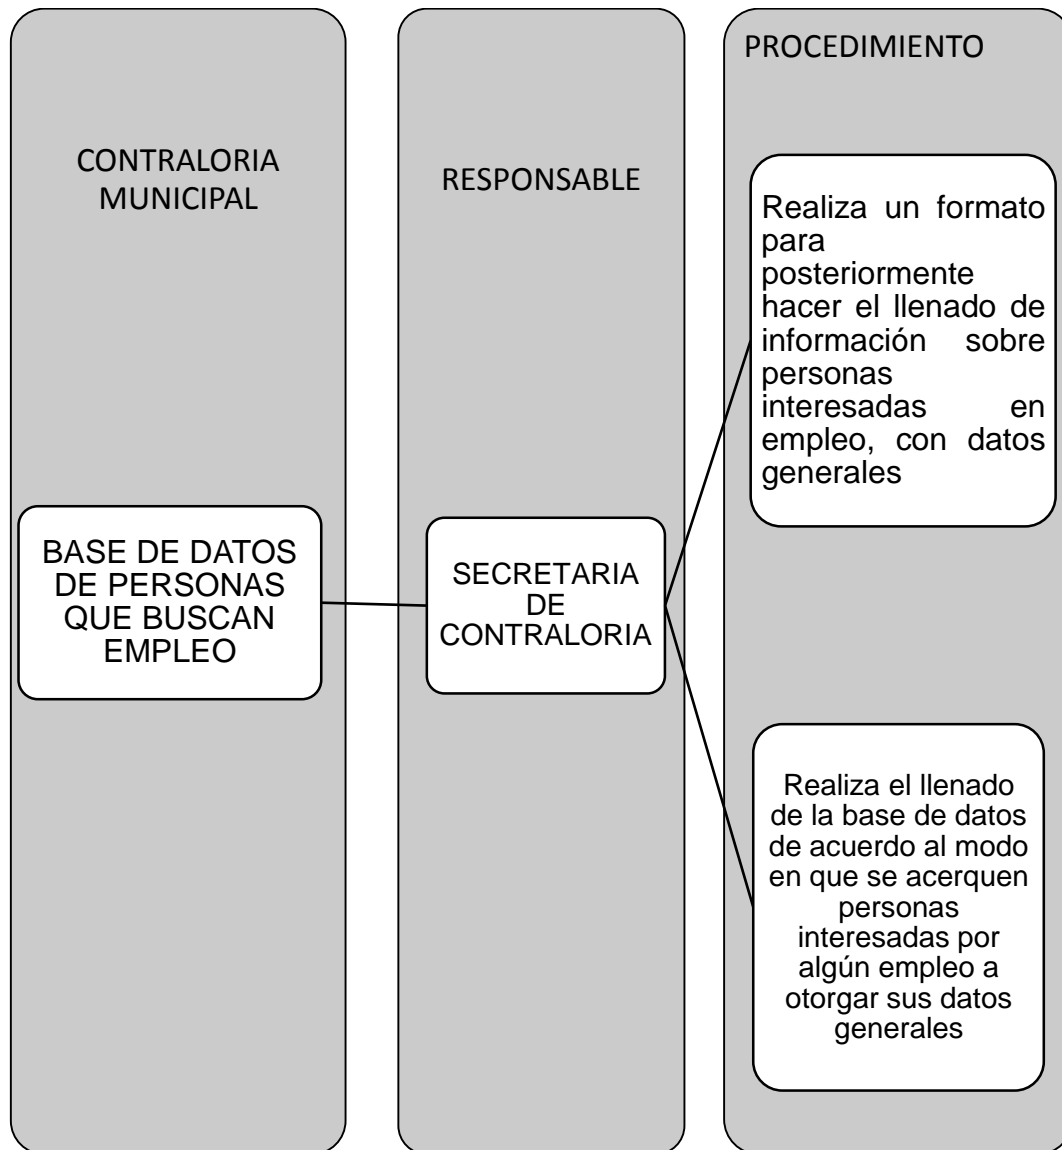 CONTRALORIA
MUNICIPAL
BASE DE DATOS
DE PERSONAS
QUE BUSCAN
EMPLEO
RESPONSABLE
SECRETARIA
DE
CONTRALORIA
PROCEDIMIENTO
Realiza un formato
para
posteriormente
hacer el llenado de
información sobre
personas
interesadas en
empleo, con datos
generales
Realiza el llenado
de la base de datos
de acuerdo al modo
en que se acerquen
personas
interesadas por
algún empleo a
otorgar sus datos
generales